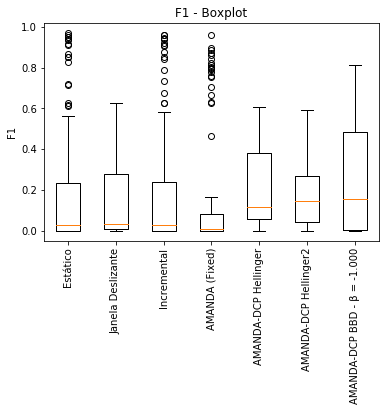 F1 - Boxplot
1.0
0.8
0.6
0.4
0.2
0.0
F1
Estático
Janela Deslizante
Incremental
AMANDA (Fixed)
AMANDA-DCP Hellinger
AMANDA-DCP Hellinger2
AMANDA-DCP BBD - β = -1.000